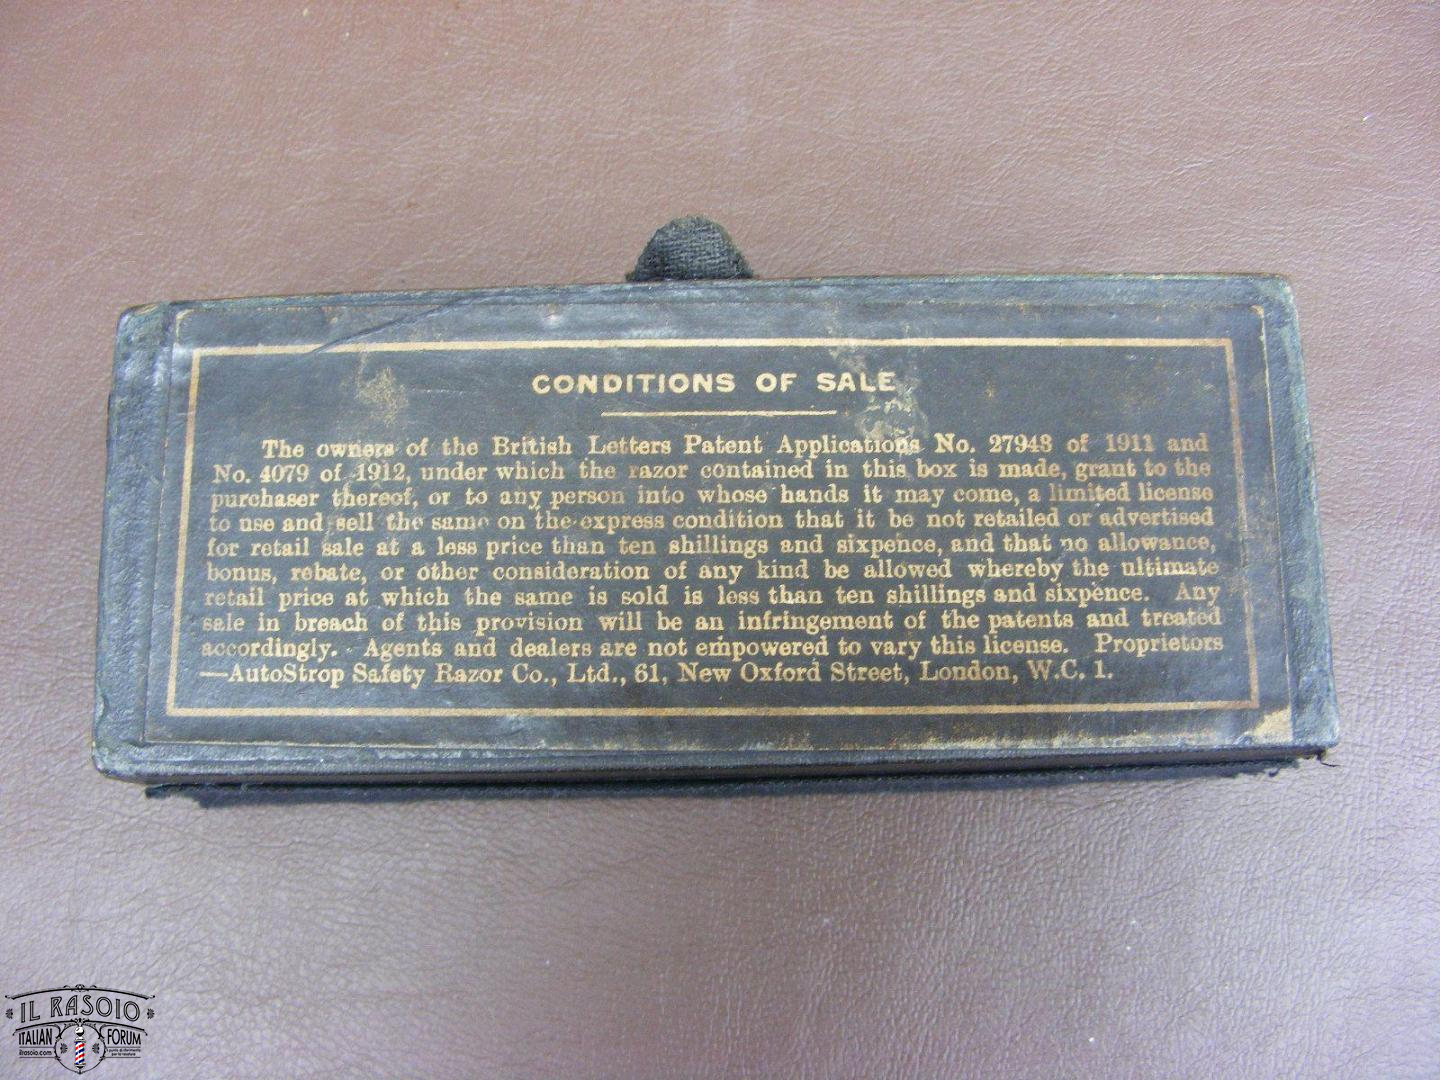 CONDITIONS OF SALE
The owners of the British Letters Patent Applications No. 27948 of 1911 and
No. 4079 of 1912, under which the razor contained in this box is made, grant to the
purchaser thereof, or to any person into whose hands it may come, a limited license
to use and sell the same on the express condition that it be not retailed or advertised
for retail sale at a less price than ten shillings and sixpence, and that no allowance,
bonus, rebate, or other consideration of any kind be allowed whereby the ultimate
retail price at which the same is sold is less than ten shillings and sixpence. Any
sale in breach of this provision will be an infringement of the patents and treated
accordingly. Agents and dealers are not empowered to vary this license. Proprietors
—AutoStrop Safety Razor Co., Ltd., 61, New Oxford Street, London, W.C. 1.
IL RASOIO
ITALIAN FORUM
ilrasoio.com